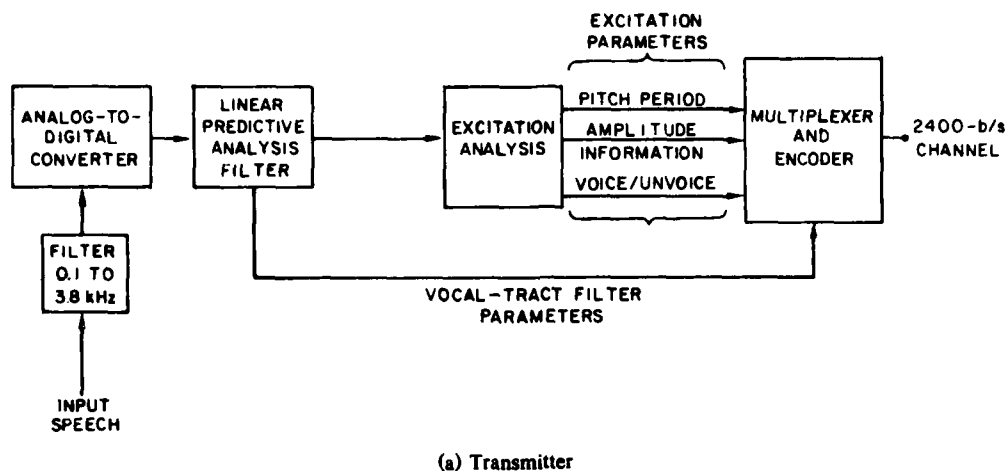 EXCITATION
PARAMETERS
ANALOG-TO-
DIGITAL
CONVERTER
LINEAR
PREDICTIVE
ANALYSIS
FILTER
EXCITATION
ANALYSIS
PITCH PERIOD
AMPLITUDE
INFORMATION
VOICE/UNVOICE
MULTIPLEXER
AND
ENCODER
2400-b/s
CHANNEL
FILTER
0.1 TO
3.8 kHz
VOCAL-TRACT FILTER
PARAMETERS
INPUT
SPEECH
(a) Transmitter